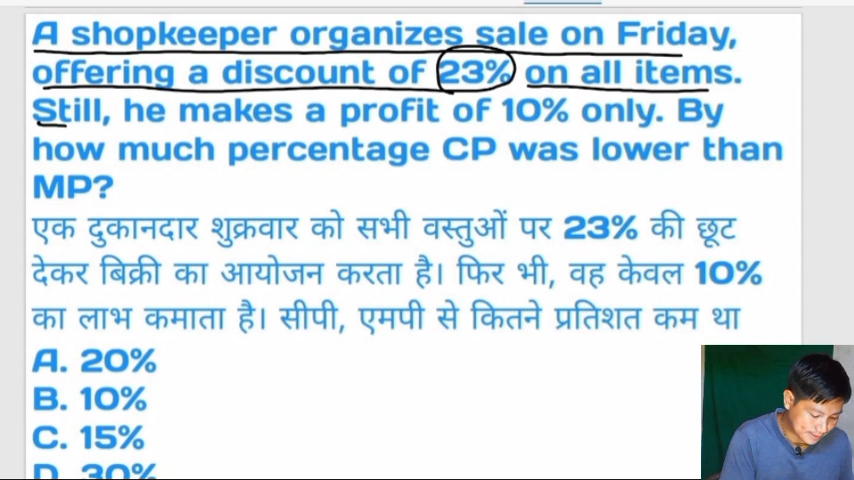 A shopkeeper organizes sale on Friday,
offering a discount of 23% on all items.
Still, he makes a profit of 10% only. By
how much percentage CP was lower than
MP?
एक दुकानदार शुक्रवार को सभी वस्तुओं पर 23% की छूट
देकर बिक्री का आयोजन करता है। फिर भी, वह केवल 10%
का लाभ कमाता है। सीपी, एमपी से कितने प्रतिशत कम था
A. 20%
B. 10%
C. 15%
D. 30%